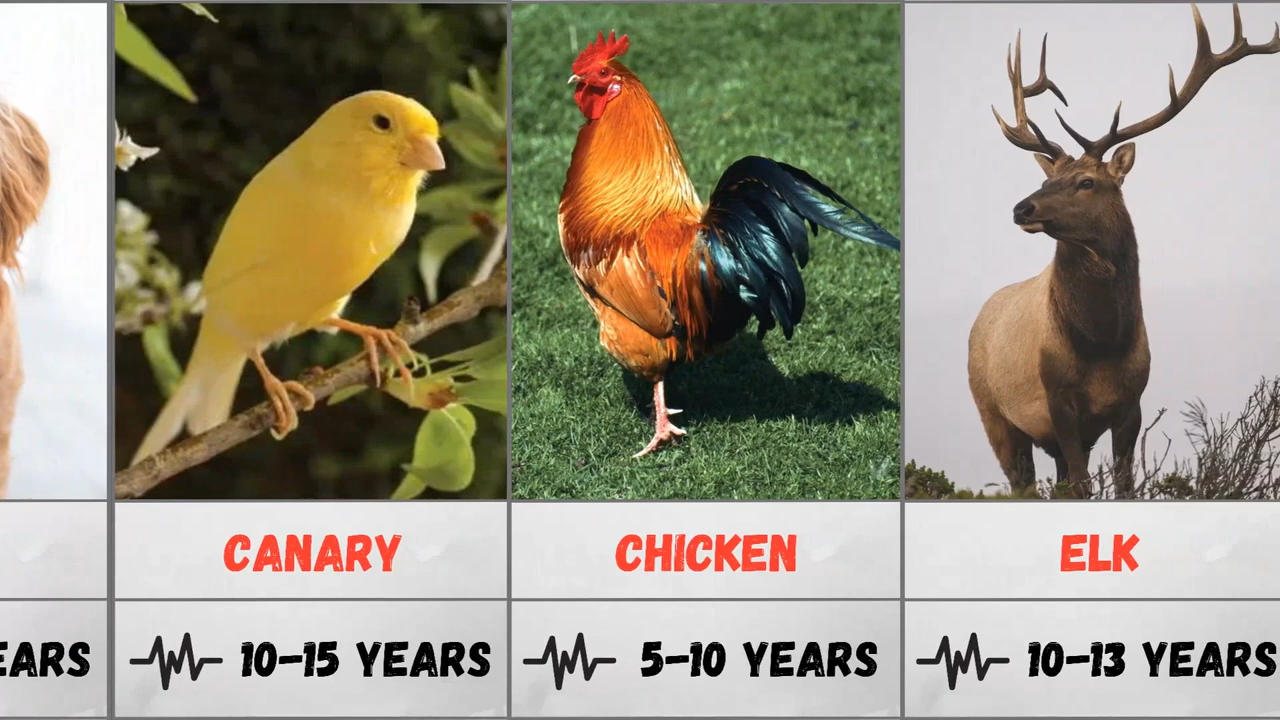 CANARY
CHICKEN
ELK
10-15 YEARS
5-10 YEARS
10-13 YEARS